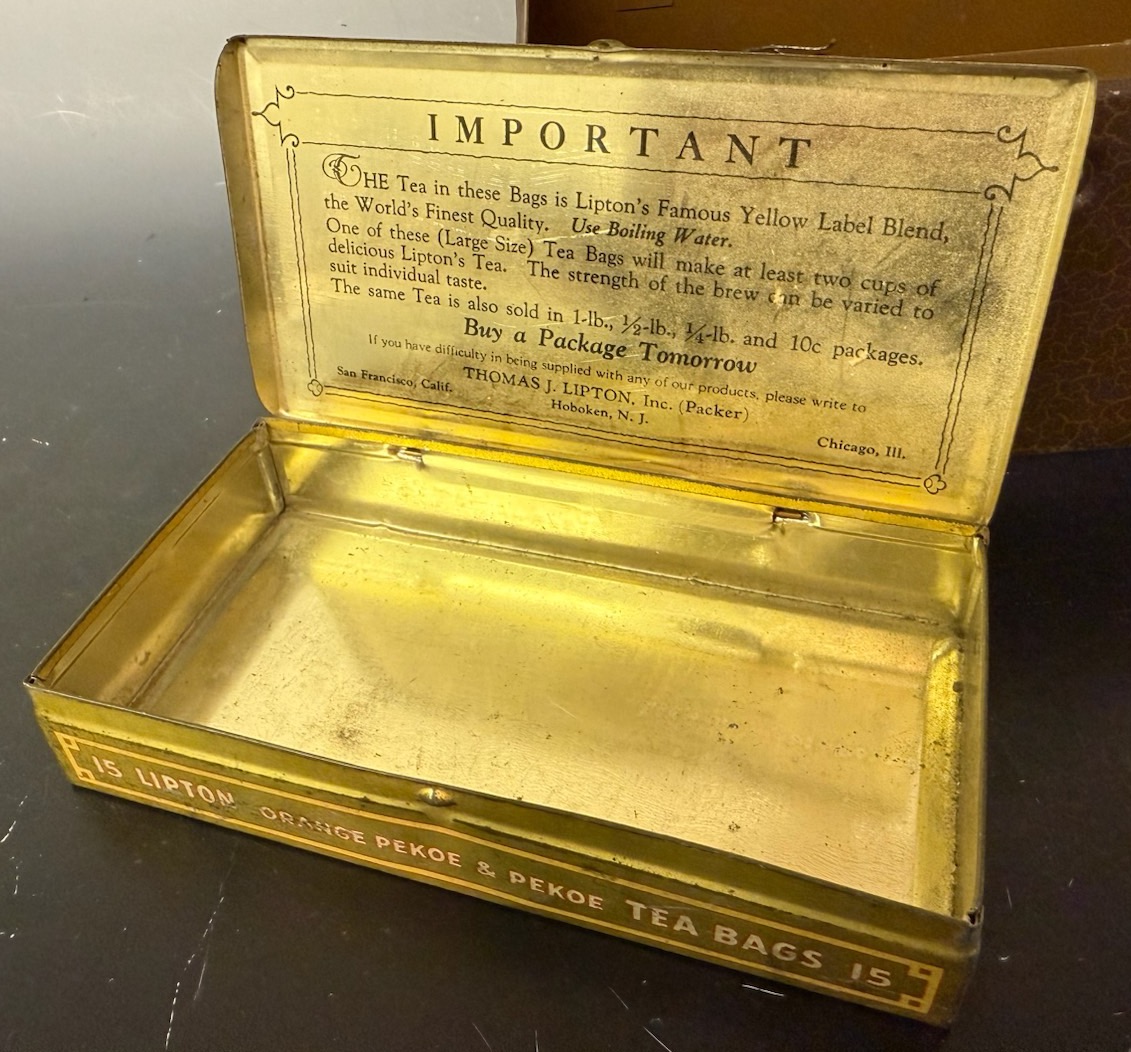 IMPORTANT
THE Tea in these Bags is Lipton's Famous Yellow Label Blend,
the World's Finest Quality. Use Boiling Water.
One of these (Large Size) Tea Bags will make at least two cups of
delicious Lipton's Tea. The strength of the brew can be varied to
suit individual taste.
The same Tea is also sold in 1-lb., ½-lb., ¼-lb. and 10c packages.
Buy a Package Tomorrow
If you have difficulty in being supplied with any of our products, please write to
THOMAS J. LIPTON, Inc. (Packer)
San Francisco, Calif. Hoboken, N. J. Chicago, Ill.
15 LIPTON ORANGE PEKOE & PEKOE TEA BAGS 15